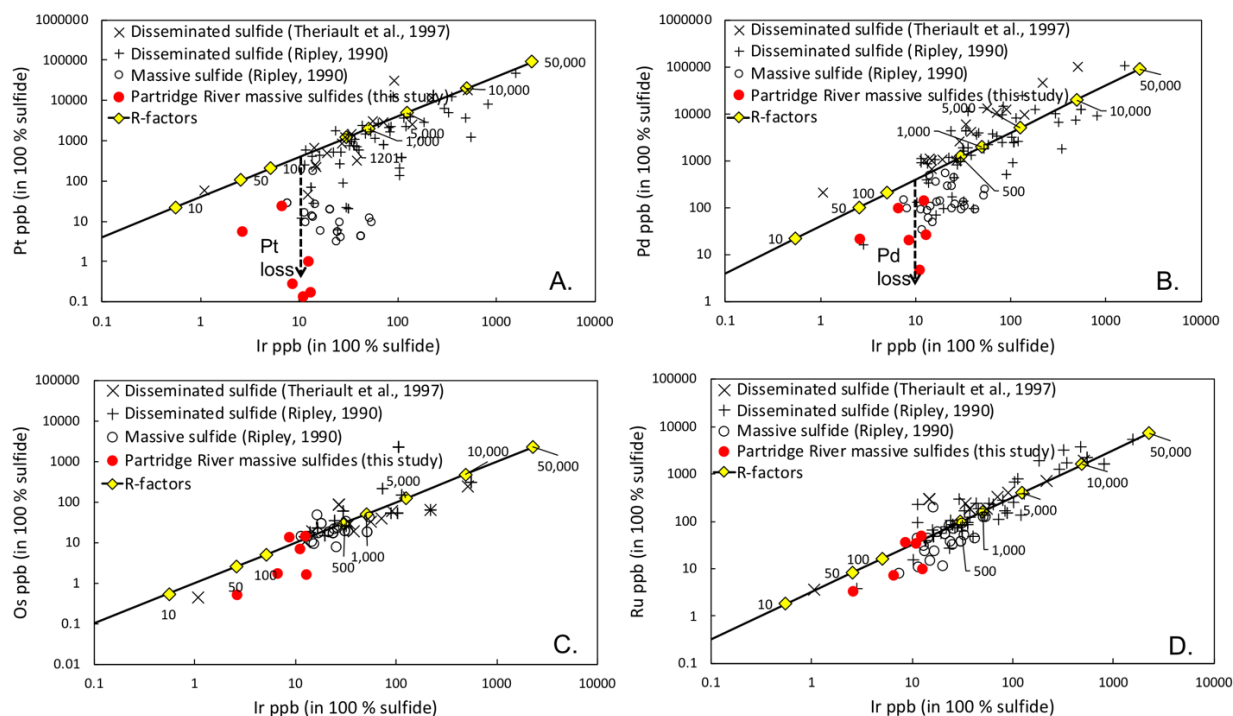 1000000
100000
10000
1000
100
10
1
0.1
Pt ppb (in 100 % sulfide)
Disseminated sulfide (Theriault et al., 1997)
Disseminated sulfide (Ripley, 1990)
Massive sulfide (Ripley, 1990)
Partridge River massive sulfides (this study)
R-factors
50,000
10,000
5,000
1,000
1201
100
50
10
Pt
loss
A.
0.1 1 10 100 1000 10000
Ir ppb (in 100 % sulfide)
1000000
100000
10000
1000
100
10
1
Pd ppb (in 100 % sulfide)
Disseminated sulfide (Theriault et al., 1997)
Disseminated sulfide (Ripley, 1990)
Massive sulfide (Ripley, 1990)
Partridge River massive sulfides (this study)
R-factors
50,000
10,000
5,000
1,000
500
100
50
10
Pd
loss
B.
0.1 1 10 100 1000 10000
Ir ppb (in 100 % sulfide)
100000
10000
1000
100
10
1
0.1
0.01
Os ppb (in 100 % sulfide)
Disseminated sulfide (Theriault et al., 1997)
Disseminated sulfide (Ripley, 1990)
Massive sulfide (Ripley, 1990)
Partridge River massive sulfides (this study)
R-factors
10,000
50,000
5,000
1,000
500
100
50
10
C.
0.1 1 10 100 1000 10000
Ir ppb (in 100 % sulfide)
100000
10000
1000
100
10
1
0.1
Ru ppb (in 100 % sulfide)
Disseminated sulfide (Theriault et al., 1997)
Disseminated sulfide (Ripley, 1990)
Massive sulfide (Ripley, 1990)
Partridge River massive sulfides (this study)
R-factors
50,000
10,000
5,000
1,000
500
100
50
10
D.
0.1 1 10 100 1000 10000
Ir ppb (in 100 % sulfide)